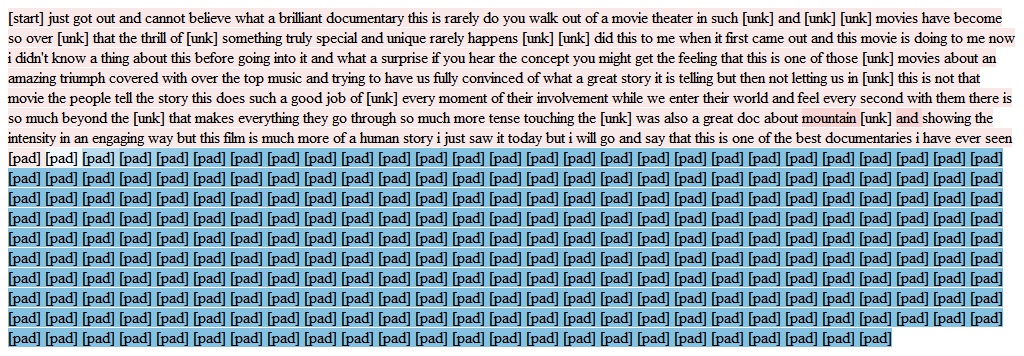 [start] just got out and cannot believe what a brilliant documentary this is rarely do you walk out of a movie theater in such [unk] and [unk] [unk] movies have become
so over [unk] that the thrill of [unk] something truly special and unique rarely happens [unk] [unk] did this to me when it first came out and this movie is doing to me now
i didn't know a thing about this before going into it and what a surprise if you hear the concept you might get the feeling that this is one of those [unk] movies about an
amazing triumph covered with over the top music and trying to have us fully convinced of what a great story it is telling but then not letting us in [unk] this is not that
movie the people tell the story this does such a good job of [unk] every moment of their involvement while we enter their world and feel every second with them there is
so much beyond the [unk] that makes everything they go through so much more tense touching the [unk] was also a great doc about mountain [unk] and showing the
intensity in an engaging way but this film is much more of a human story i just saw it today but i will go and say that this is one of the best documentaries i have ever seen
[pad] [pad] [pad] [pad] [pad] [pad] [pad] [pad] [pad] [pad] [pad] [pad] [pad] [pad] [pad] [pad] [pad] [pad] [pad] [pad] [pad] [pad] [pad] [pad] [pad] [pad] [pad]
[pad] [pad] [pad] [pad] [pad] [pad] [pad] [pad] [pad] [pad] [pad] [pad] [pad] [pad] [pad] [pad] [pad] [pad] [pad] [pad] [pad] [pad] [pad] [pad] [pad] [pad] [pad]
[pad] [pad] [pad] [pad] [pad] [pad] [pad] [pad] [pad] [pad] [pad] [pad] [pad] [pad] [pad] [pad] [pad] [pad] [pad] [pad] [pad] [pad] [pad] [pad] [pad] [pad] [pad]
[pad] [pad] [pad] [pad] [pad] [pad] [pad] [pad] [pad] [pad] [pad] [pad] [pad] [pad] [pad] [pad] [pad] [pad] [pad] [pad] [pad] [pad] [pad] [pad] [pad] [pad] [pad]
[pad] [pad] [pad] [pad] [pad] [pad] [pad] [pad] [pad] [pad] [pad] [pad] [pad] [pad] [pad] [pad] [pad] [pad] [pad] [pad] [pad] [pad] [pad] [pad] [pad] [pad] [pad]
[pad] [pad] [pad] [pad] [pad] [pad] [pad] [pad] [pad] [pad] [pad] [pad] [pad] [pad] [pad] [pad] [pad] [pad] [pad] [pad] [pad] [pad] [pad] [pad] [pad] [pad] [pad]
[pad] [pad] [pad] [pad] [pad] [pad] [pad] [pad] [pad] [pad] [pad] [pad] [pad] [pad] [pad] [pad] [pad] [pad] [pad] [pad] [pad] [pad] [pad] [pad] [pad] [pad] [pad]
[pad] [pad] [pad] [pad] [pad] [pad] [pad] [pad] [pad] [pad] [pad] [pad] [pad] [pad] [pad] [pad] [pad] [pad] [pad] [pad] [pad] [pad] [pad] [pad] [pad] [pad] [pad]
[pad] [pad] [pad] [pad] [pad] [pad] [pad] [pad] [pad] [pad] [pad] [pad] [pad] [pad] [pad] [pad] [pad] [pad] [pad] [pad] [pad] [pad] [pad] [pad] [pad] [pad] [pad]
[pad] [pad] [pad] [pad] [pad] [pad] [pad] [pad] [pad] [pad] [pad] [pad] [pad] [pad] [pad] [pad] [pad] [pad] [pad] [pad] [pad] [pad] [pad] [pad]